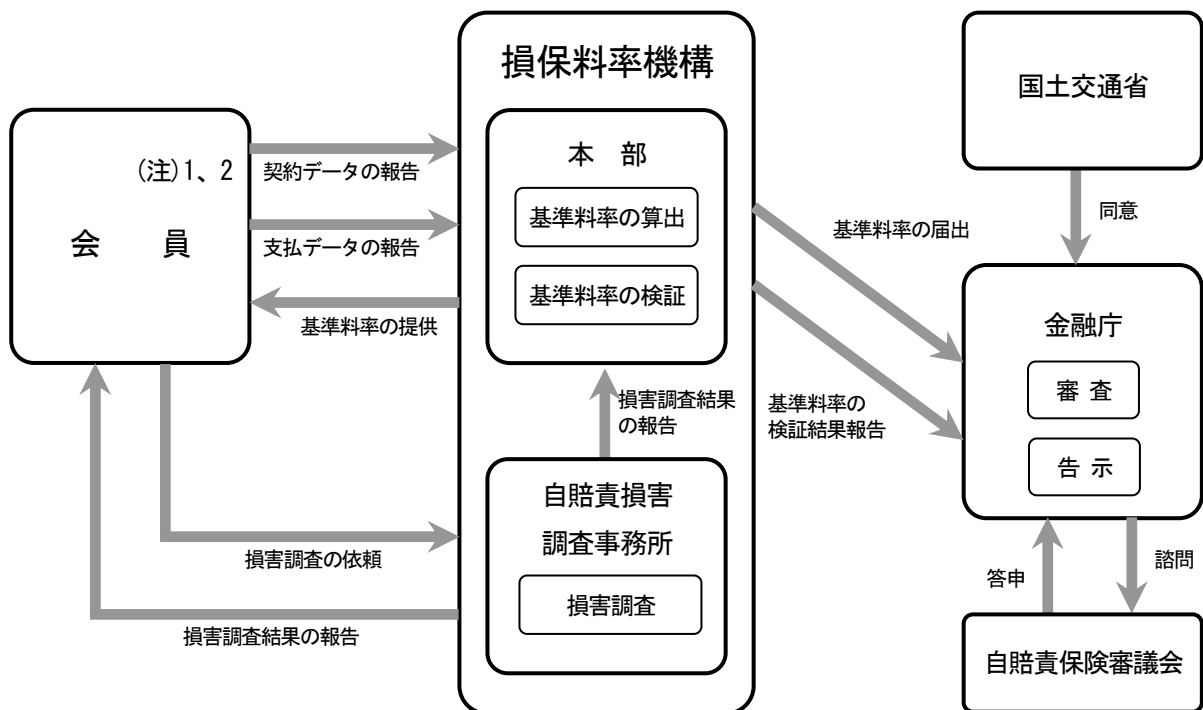 損保料率機構
国土交通省
(注)1、2
会　員
契約データの報告
支払データの報告
基準料率の提供
本　部
基準料率の算出
基準料率の検証
基準料率の届出
同意
金融庁
審 査
告 示
損害調査結果
の報告
基準料率の
検証結果報告
自賠責損害
調査事務所
損害調査
損害調査の依頼
損害調査結果の報告
答申
諮問
自賠責保険審議会